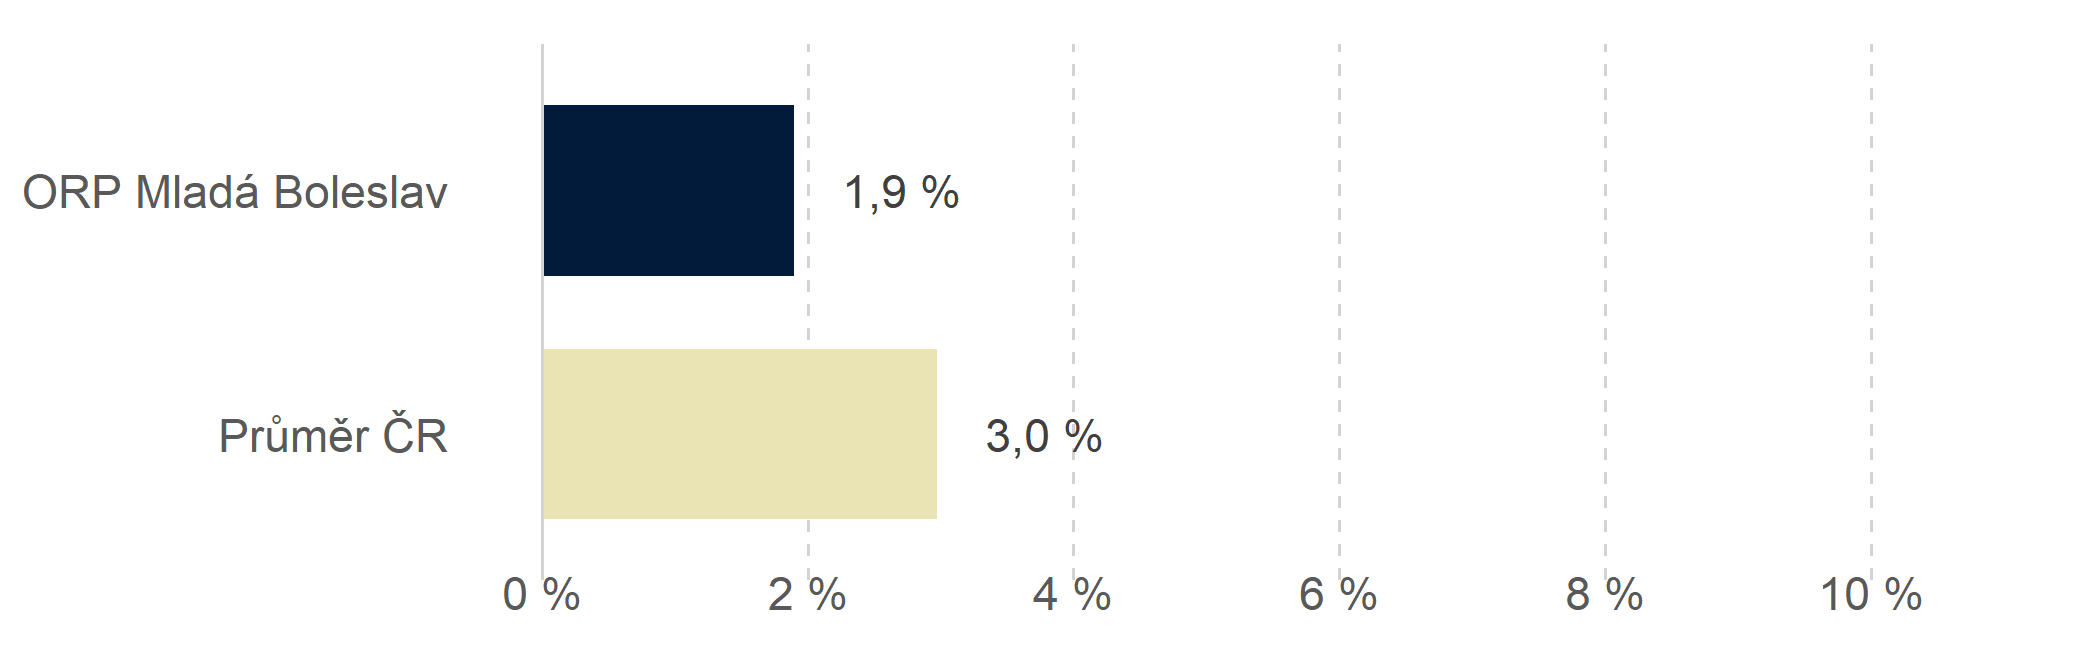 ORP Mladá Boleslav
1,9 %
Průměr ČR
3,0 %
0 % 2 % 4 % 6 % 8 % 10 %